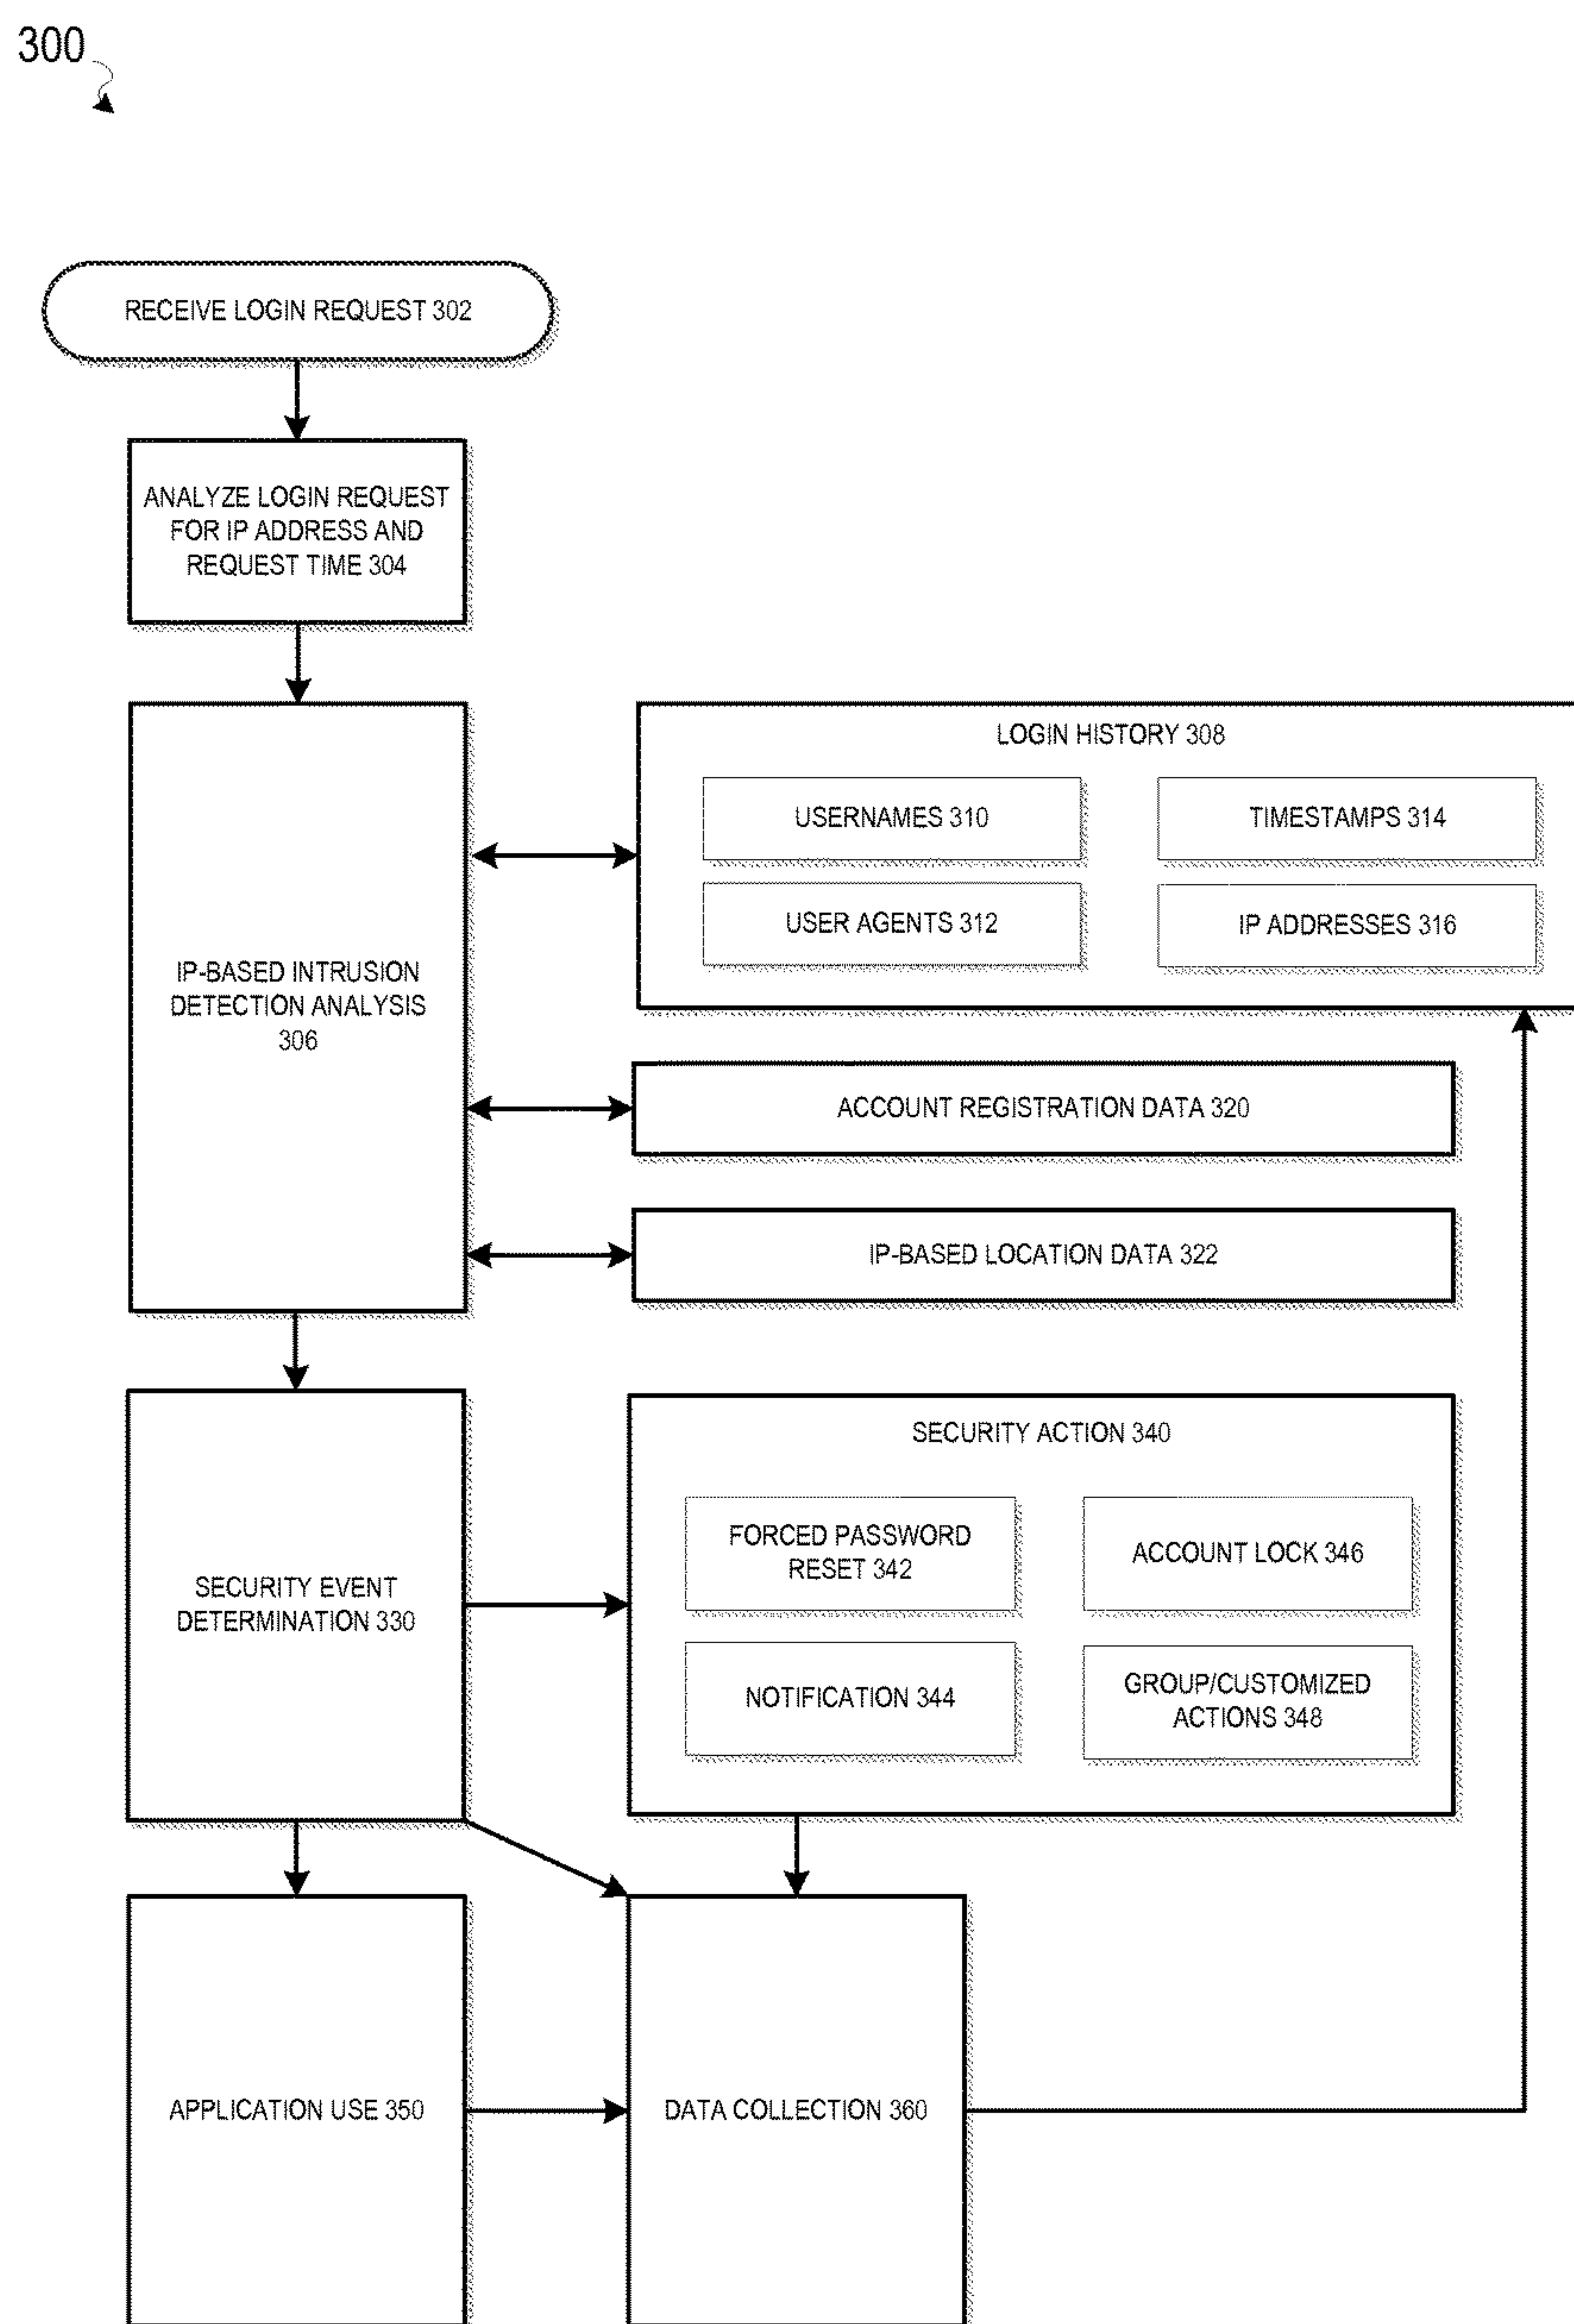 300
RECEIVE LOGIN REQUEST 302
ANALYZE LOGIN REQUEST
FOR IP ADDRESS AND
REQUEST TIME 304
IP-BASED INTRUSION
DETECTION ANALYSIS
306
LOGIN HISTORY 308
USERNAMES 310
TIMESTAMPS 314
USER AGENTS 312
IP ADDRESSES 316
ACCOUNT REGISTRATION DATA 320
IP-BASED LOCATION DATA 322
SECURITY EVENT
DETERMINATION 330
SECURITY ACTION 340
FORCED PASSWORD
RESET 342
ACCOUNT LOCK 346
NOTIFICATION 344
GROUP/CUSTOMIZED
ACTIONS 348
APPLICATION USE 350
DATA COLLECTION 360